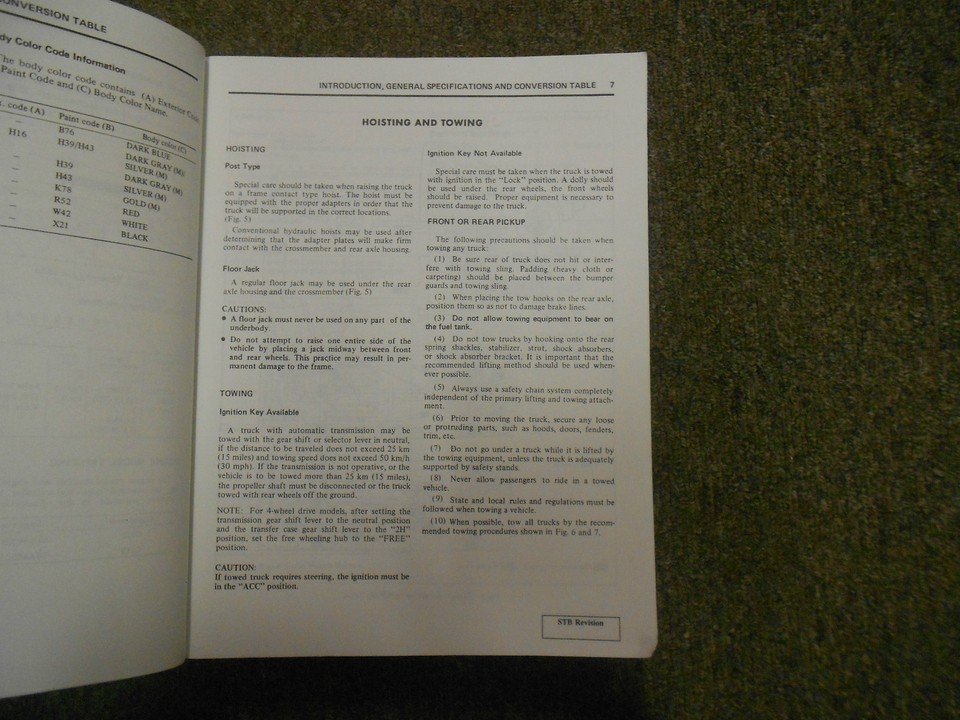 CONVERSION TABLE
dy Color Code Information
The body color code contains (A) Exterior Code,
Paint Code and (C) Body Color Name.
t. code (A) Paint code (B) Body color (C)
— B76 DARK BLUE
H16 H39/H43 DARK GRAY (M)/
SILVER (M)
— H39 DARK GRAY (M)
— H43 SILVER (M)
— K78 GOLD (M)
— R52 RED
— W42 WHITE
— X21 BLACK
INTRODUCTION, GENERAL SPECIFICATIONS AND CONVERSION TABLE 7
HOISTING AND TOWING
HOISTING
Post Type
Special care should be taken when raising the truck
on a frame contact type hoist. The hoist must be
equipped with the proper adapters in order that the
truck will be supported in the correct locations.
(Fig. 5)
Conventional hydraulic hoists may be used after
determining that the adapter plates will make firm
contact with the crossmember and rear axle housing.
Floor Jack
A regular floor jack may be used under the rear
axle housing and the crossmember (Fig. 5)
CAUTIONS:
• A floor jack must never be used on any part of the
underbody.
• Do not attempt to raise one entire side of the
vehicle by placing a jack midway between front
and rear wheels. This practice may result in per-
manent damage to the frame.
TOWING
Ignition Key Available
A truck with automatic transmission may be
towed with the gear shift or selector lever in neutral,
if the distance to be traveled does not exceed 25 km
(15 miles) and towing speed does not exceed 50 km/h
(30 mph). If the transmission is not operative, or the
vehicle is to be towed more than 25 km (15 miles),
the propeller shaft must be disconnected or the truck
towed with rear wheels off the ground.
NOTE: For 4-wheel drive models, after setting the
transmission gear shift lever to the neutral position
and the transfer case gear shift lever to the "2H"
position, set the free wheeling hub to the "FREE"
position.
CAUTION:
If towed truck requires steering, the ignition must be
in the "ACC" position.
Ignition Key Not Available
Special care must be taken when the truck is towed
with ignition in the "Lock" position. A dolly should
be used under the rear wheels, the front wheels
should be raised. Proper equipment is necessary to
prevent damage to the truck.
FRONT OR REAR PICKUP
The following precautions should be taken when
towing any truck:
(1) Be sure rear of truck does not hit or inter-
fere with towing sling. Padding (heavy cloth or
carpeting) should be placed between the bumper
guards and towing sling.
(2) When placing the tow hooks on the rear axle,
position them so as not to damage brake lines.
(3) Do not allow towing equipment to bear on
the fuel tank.
(4) Do not tow trucks by hooking onto the rear
spring shackles, stabilizer, strut, shock absorbers,
or shock absorber bracket. It is important that the
recommended lifting method should be used when-
ever possible.
(5) Always use a safety chain system completely
independent of the primary lifting and towing attach-
ment.
(6) Prior to moving the truck, secure any loose
or protruding parts, such as hoods, doors, fenders,
trim, etc.
(7) Do not go under a truck while it is lifted by
the towing equipment, unless the truck is adequately
supported by safety stands.
(8) Never allow passengers to ride in a towed
vehicle.
(9) State and local rules and regulations must be
followed when towing a vehicle.
(10) When possible, tow all trucks by the recom-
mended towing procedures shown in Fig. 6 and 7.
STB Revision